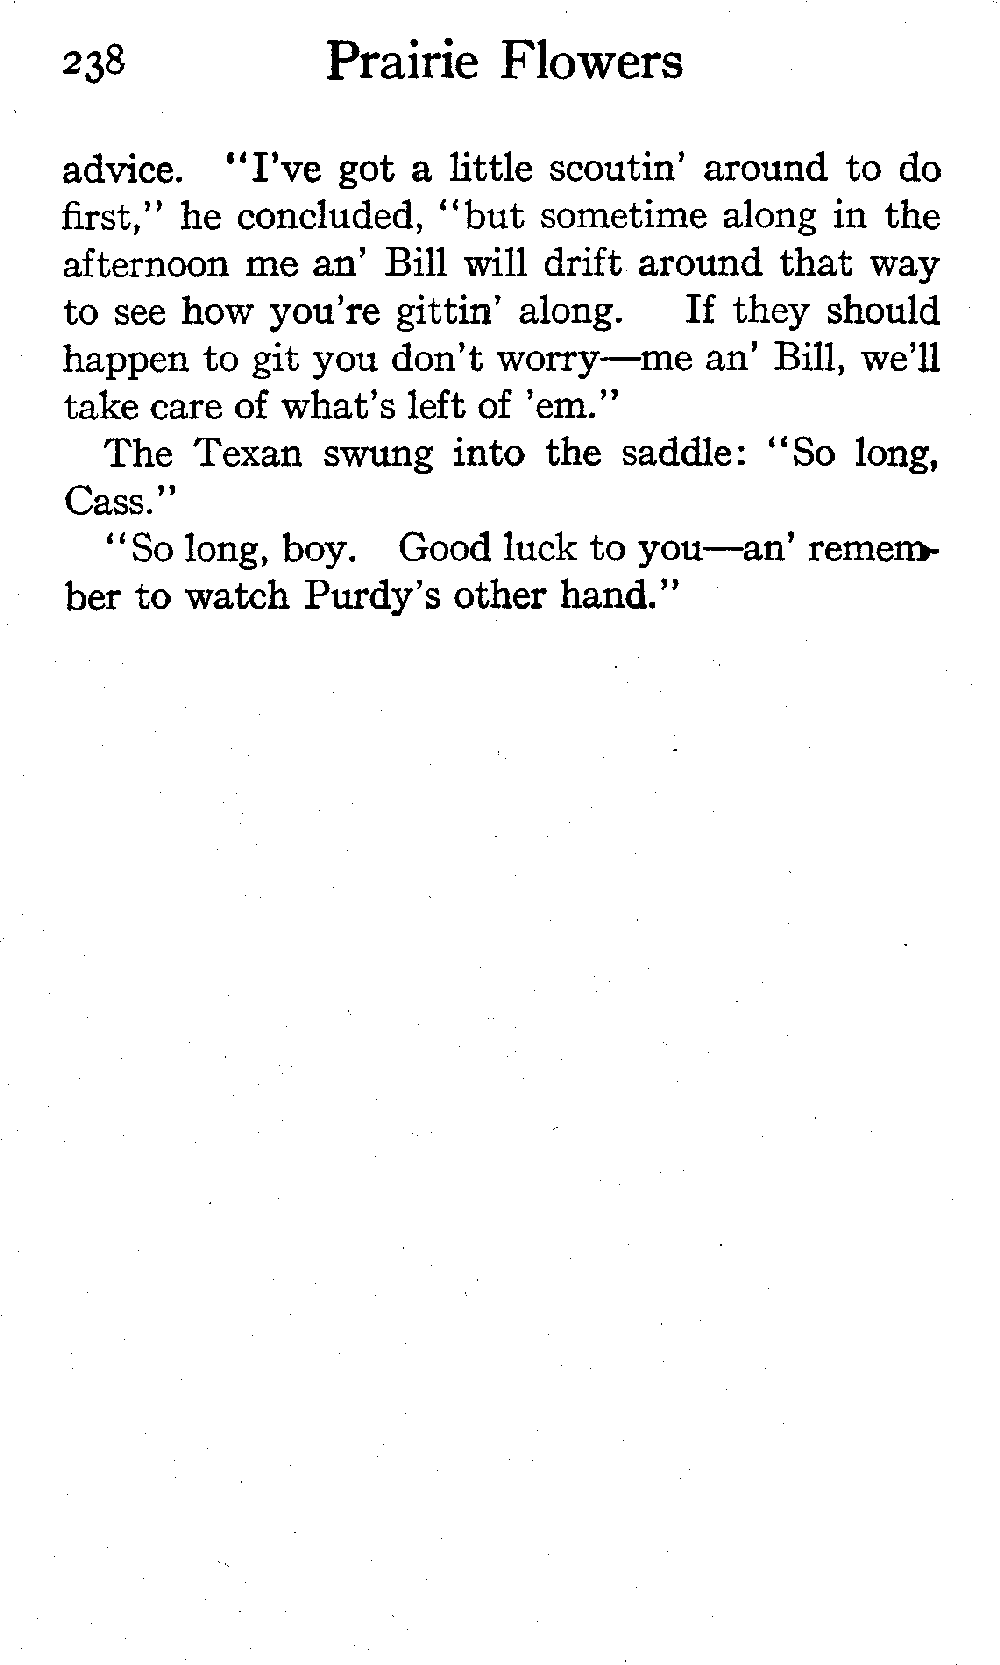 238 Prairie Flowers
advice. "I've got a little scoutin' around to do
first," he concluded, "but sometime along in the
afternoon me an' Bill will drift around that way
to see how you're gittin' along. If they should
happen to git you don't worry—me an' Bill, we'll
take care of what's left of 'em."
The Texan swung into the saddle: "So long,
Cass."
"So long, boy. Good luck to you—an' remem-
ber to watch Purdy's other hand."